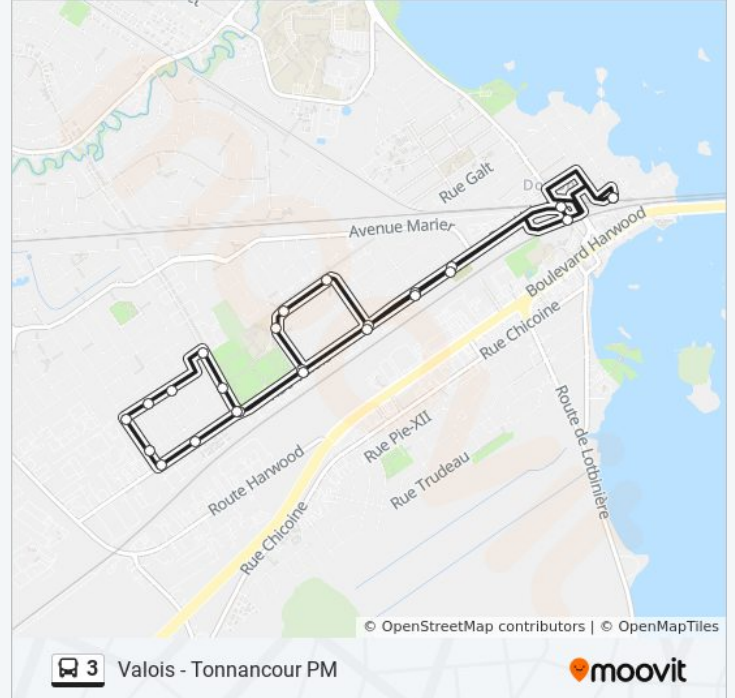 Rue Galt
Do
Avenue Marier
Boulevard Harwood
Rue Chicoine
Rue Pie-XII
Route de Lotbinière
Rue Trudeau
Route Harwood
Rue Chicoine
© OpenStreetMap contributors | © OpenMapTiles
3 Valois - Tonnancour PM
moovit